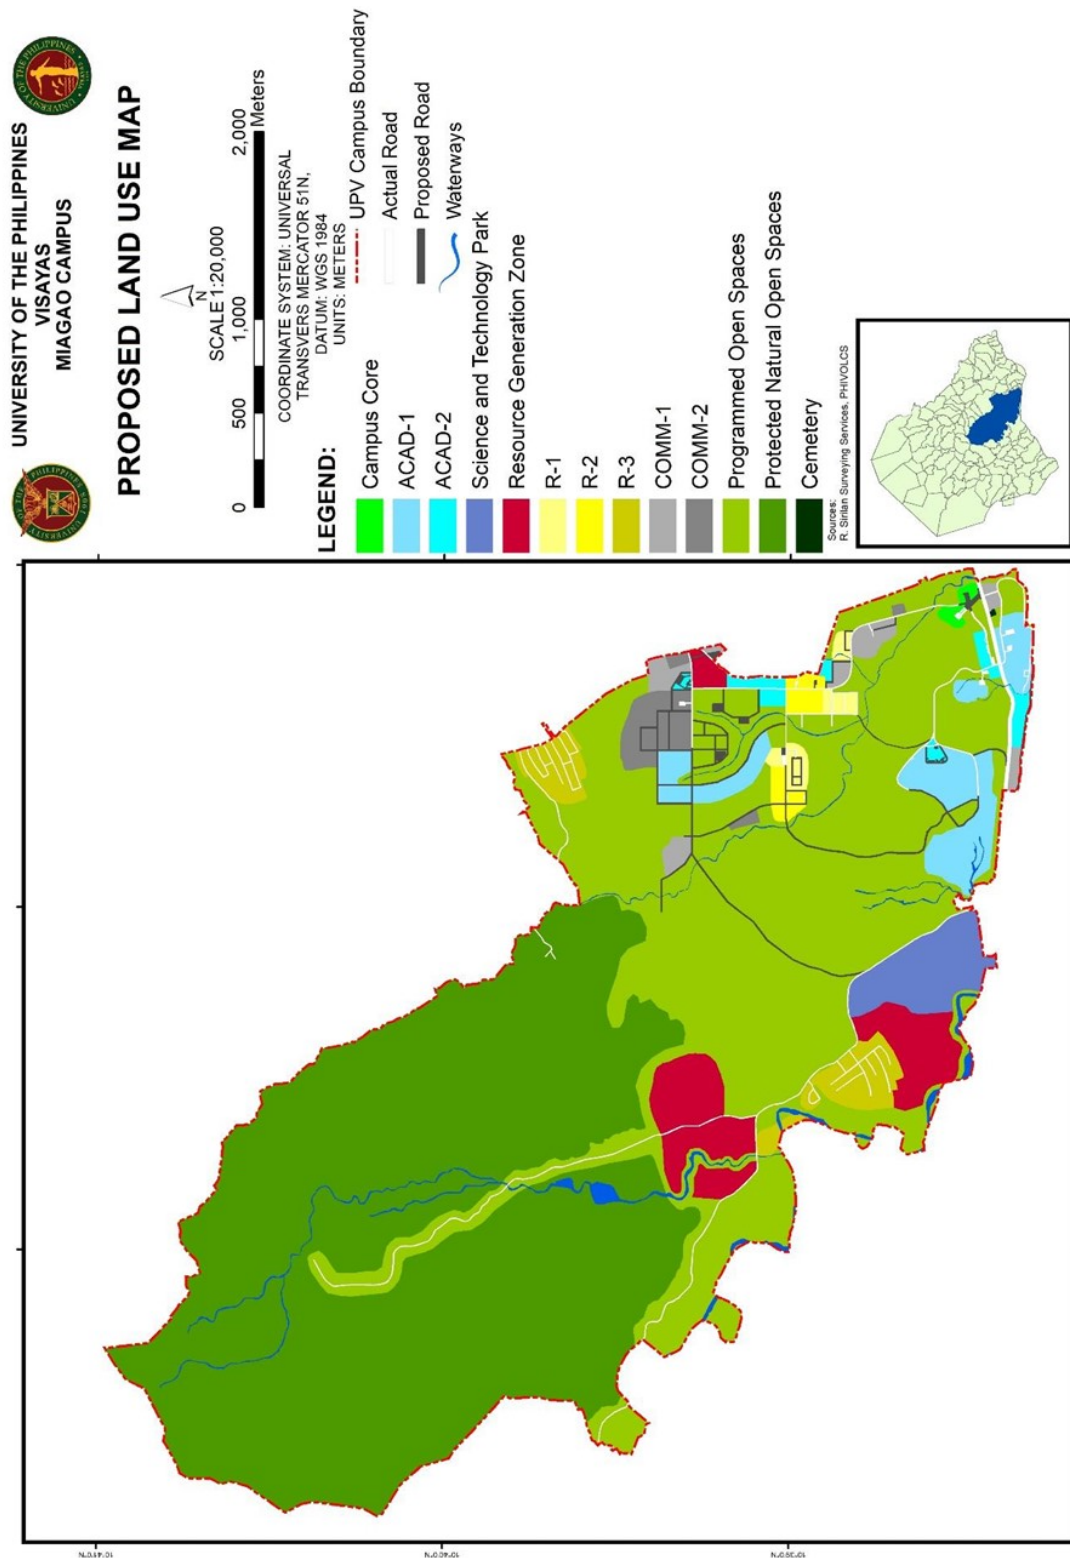 UNIVERSITY OF THE PHILIPPINES
VISAYAS
MIAGAO CAMPUS
PROPOSED LAND USE MAP
N
SCALE 1:20,000
0
500
1,000
2,000
Meters
COORDINATE SYSTEM: UNIVERSAL
TRANSVERS MERCATOR 51N,
DATUM: WGS 1984
UNITS: METERS
UPV Campus Boundary
Actual Road
Proposed Road
Waterways
LEGEND:
Campus Core
ACAD-1
ACAD-2
Science and Technology Park
Resource Generation Zone
R-1
R-2
R-3
COMM-1
COMM-2
Programmed Open Spaces
Protected Natural Open Spaces
Cemetery
Sources:
R. Sirilan Surveying Services, PHIVOLCS